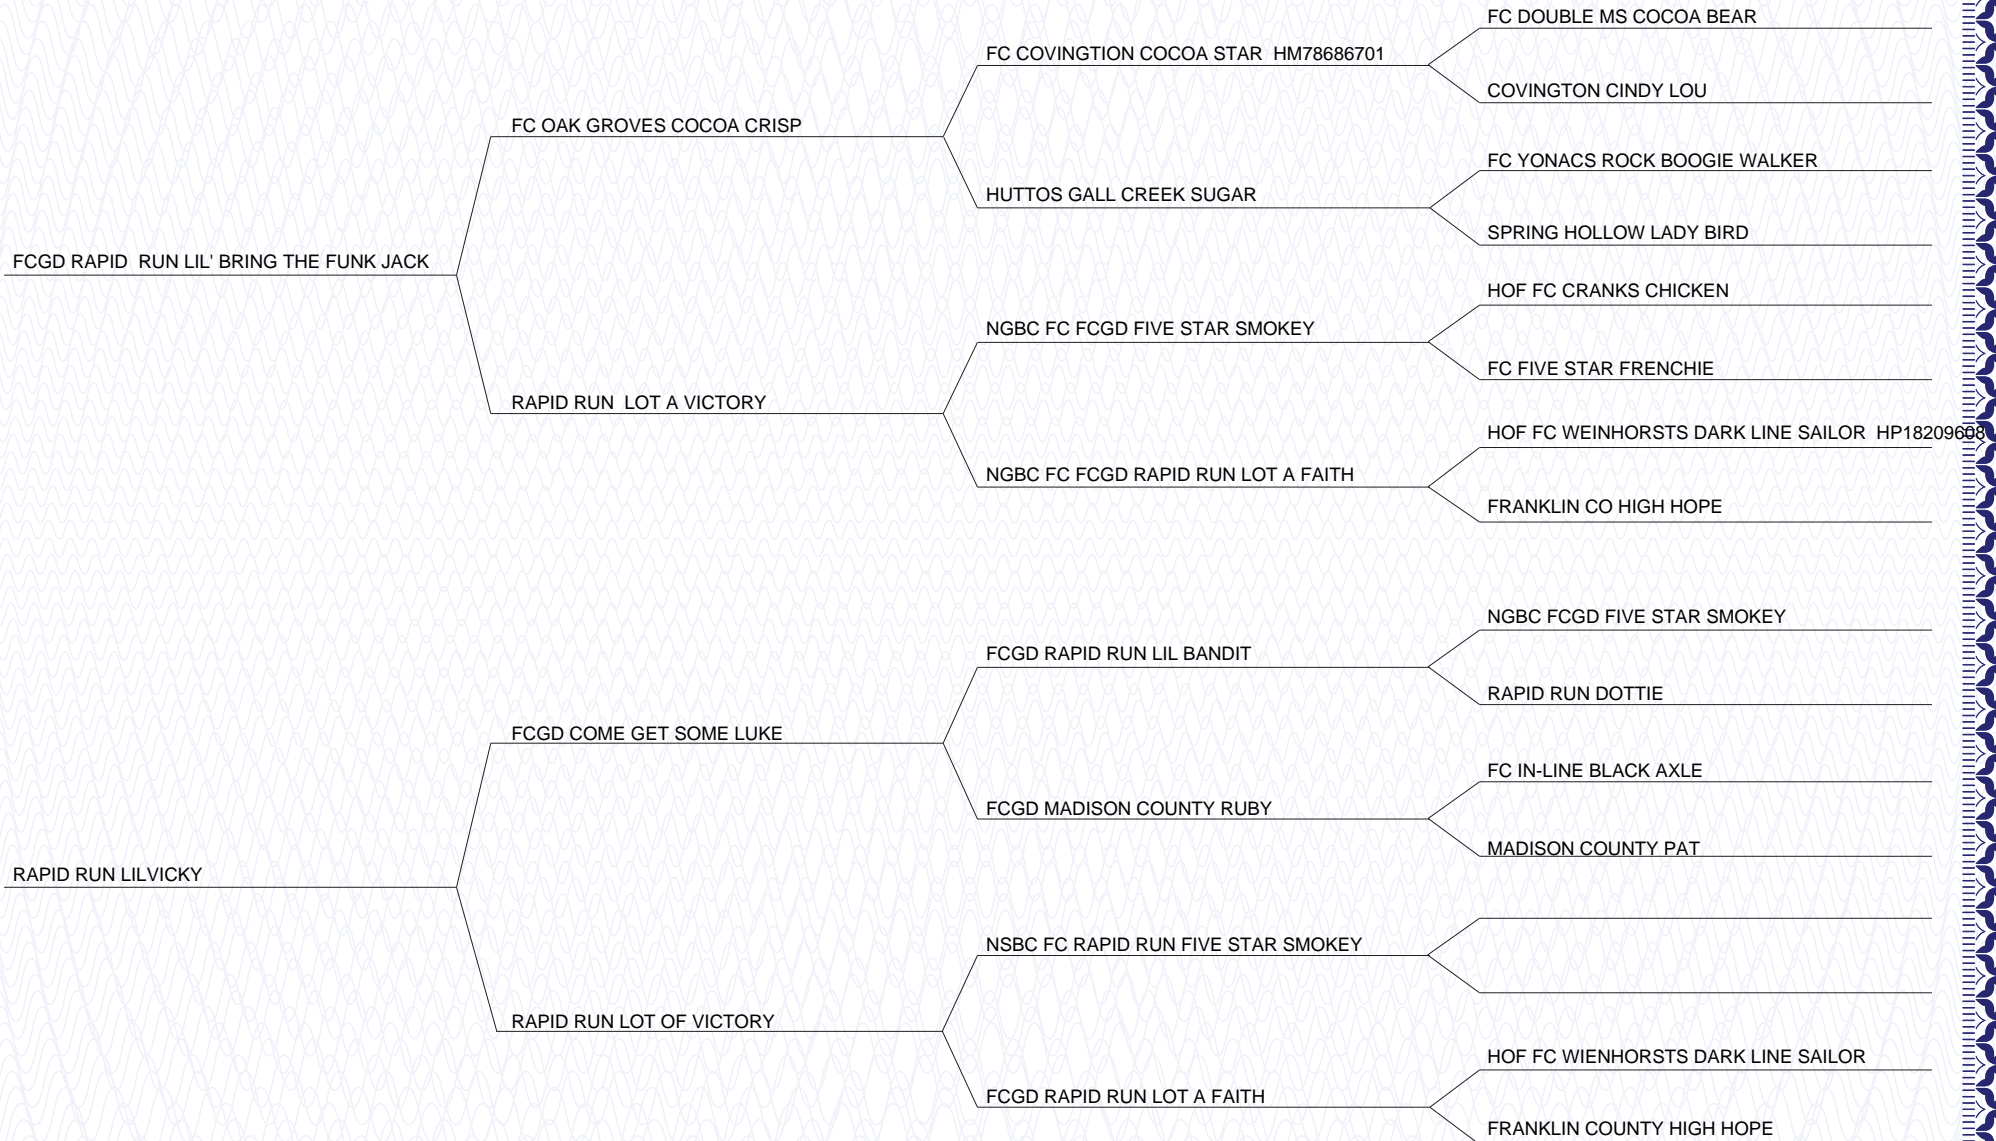 FC DOUBLE MS COCOA BEAR
FC COVINGTION COCOA STAR  HM78686701
COVINGTON CINDY LOU
FC OAK GROVES COCOA CRISP
FC YONACS ROCK BOOGIE WALKER
HUTTOS GALL CREEK SUGAR
SPRING HOLLOW LADY BIRD
FCGD RAPID  RUN LIL' BRING THE FUNK JACK
HOF FC CRANKS CHICKEN
NGBC FC FCGD FIVE STAR SMOKEY
FC FIVE STAR FRENCHIE
RAPID RUN  LOT A VICTORY
HOF FC WEINHORSTS DARK LINE SAILOR  HP18209608
NGBC FC FCGD RAPID RUN LOT A FAITH
FRANKLIN CO HIGH HOPE
NGBC FCGD FIVE STAR SMOKEY
FCGD RAPID RUN LIL BANDIT
RAPID RUN DOTTIE
FCGD COME GET SOME LUKE
FC IN-LINE BLACK AXLE
FCGD MADISON COUNTY RUBY
MADISON COUNTY PAT
RAPID RUN LILVICKY
NSBC FC RAPID RUN FIVE STAR SMOKEY
RAPID RUN LOT OF VICTORY
HOF FC WIENHORSTS DARK LINE SAILOR
FCGD RAPID RUN LOT A FAITH
FRANKLIN COUNTY HIGH HOPE